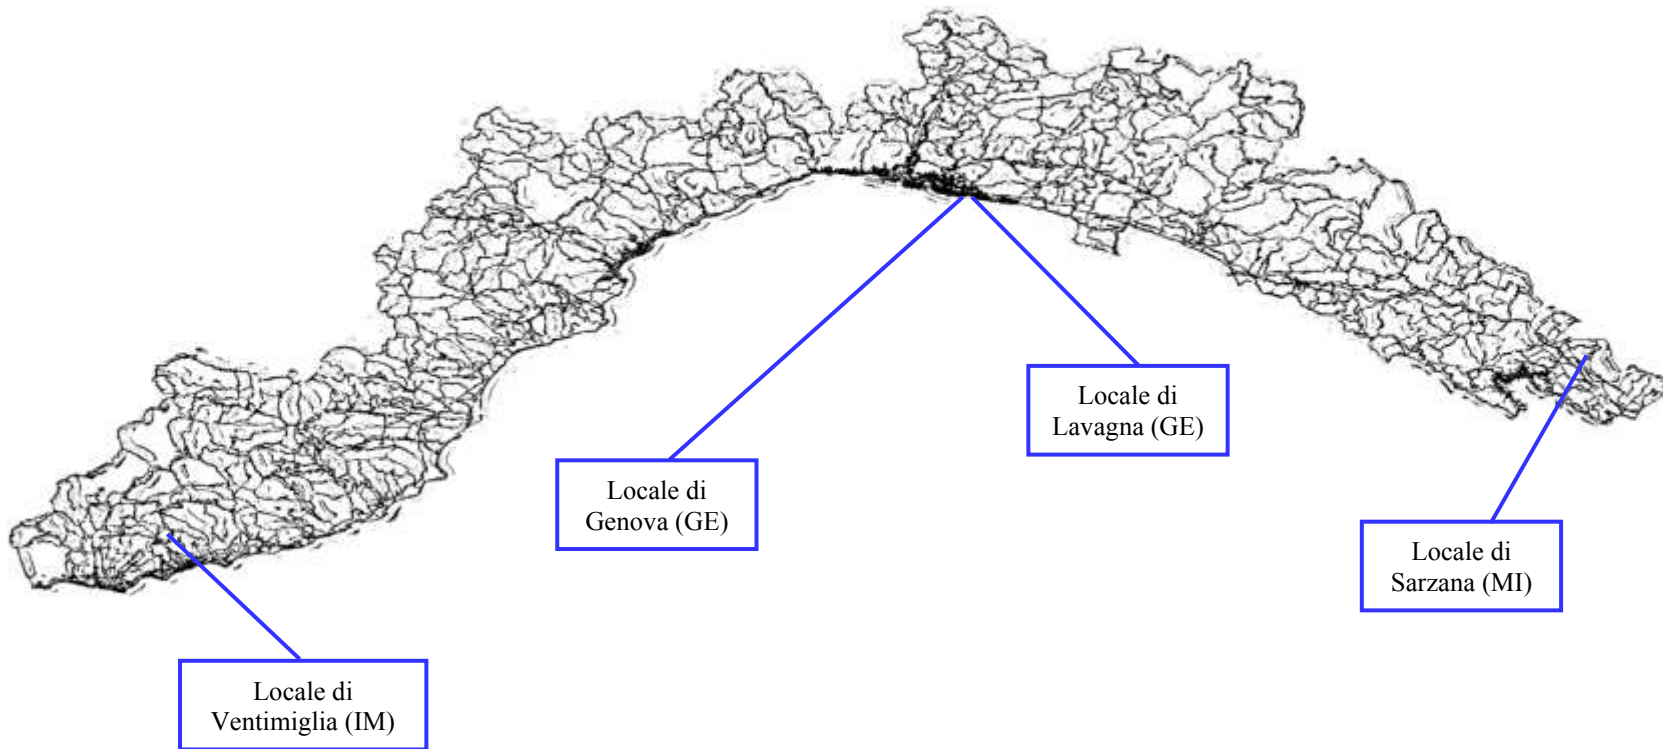 Locale di
Lavagna (GE)
Locale di
Genova (GE)
Locale di
Sarzana (MI)
Locale di
Ventimiglia (IM)